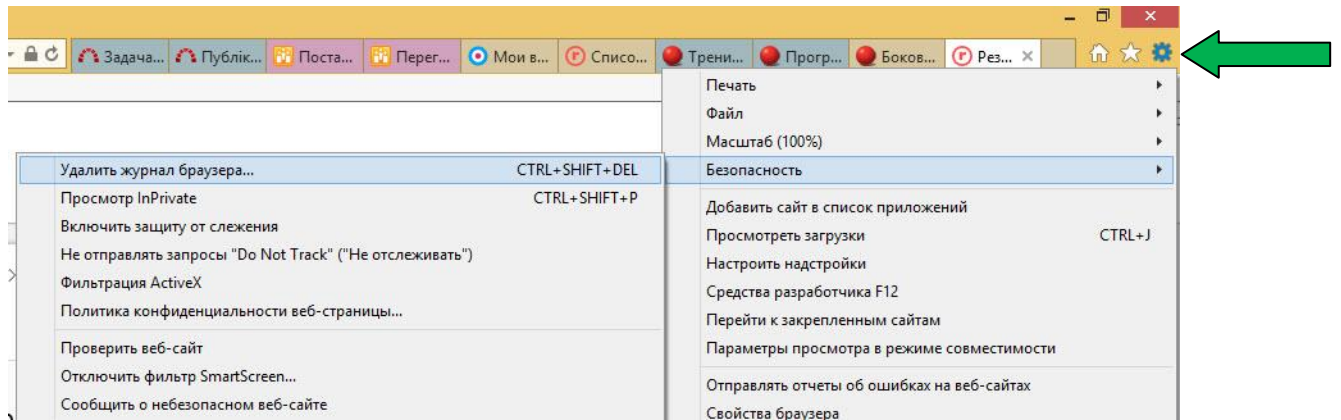 Задача...
Публік...
Поста...
Перег...
Мои в...
Списо...
Трени...
Прогр...
Боков...
Рез...
Печать
Файл
Масштаб (100%)
Безопасность
Добавить сайт в список приложений
Просмотреть загрузки CTRL+J
Настроить надстройки
Средства разработчика F12
Перейти к закрепленным сайтам
Параметры просмотра в режиме совместимости
Отправлять отчеты об ошибках на веб-сайтах
Свойства браузера
Удалить журнал браузера... CTRL+SHIFT+DEL
Просмотр InPrivate CTRL+SHIFT+P
Включить защиту от слежения
Не отправлять запросы "Do Not Track" ("Не отслеживать")
Фильтрация ActiveX
Политика конфиденциальности веб-страницы...
Проверить веб-сайт
Отключить фильтр SmartScreen...
Сообщить о небезопасном веб-сайте